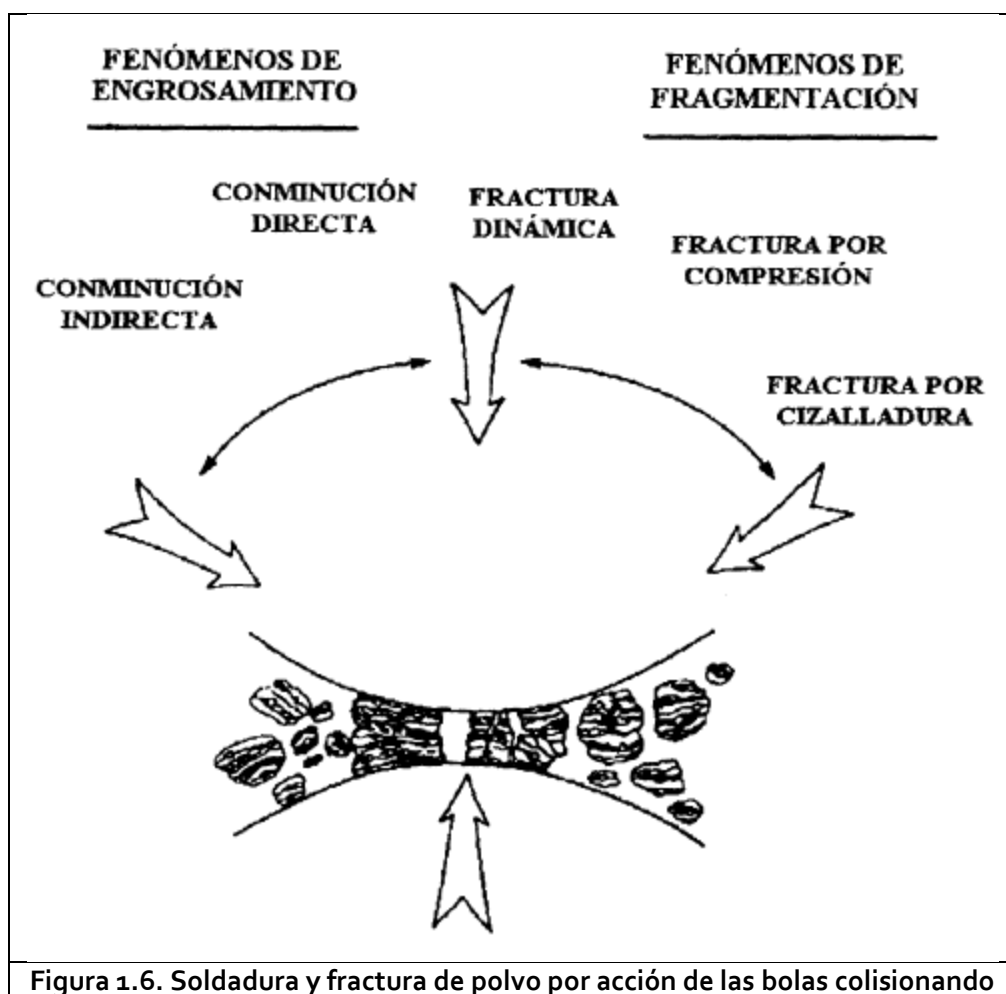 FENÓMENOS DE
ENGROSAMIENTO
FENÓMENOS DE
FRAGMENTACIÓN
CONMINUCIÓN
DIRECTA
FRACTURA
DINÁMICA
FRACTURA POR
COMPRESIÓN
CONMINUCIÓN
INDIRECTA
FRACTURA POR
CIZALLADURA
Figura 1.6. Soldadura y fractura de polvo por acción de las bolas colisionando